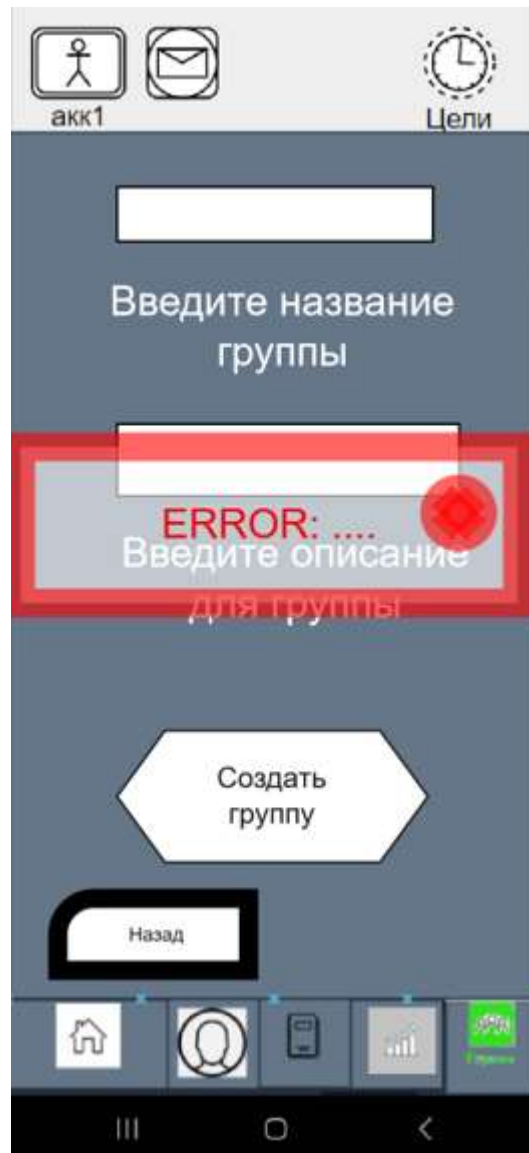 акк1
Цели
Введите название
группы
ERROR: ....
Введите описание
для группы
Создать
группу
Назад